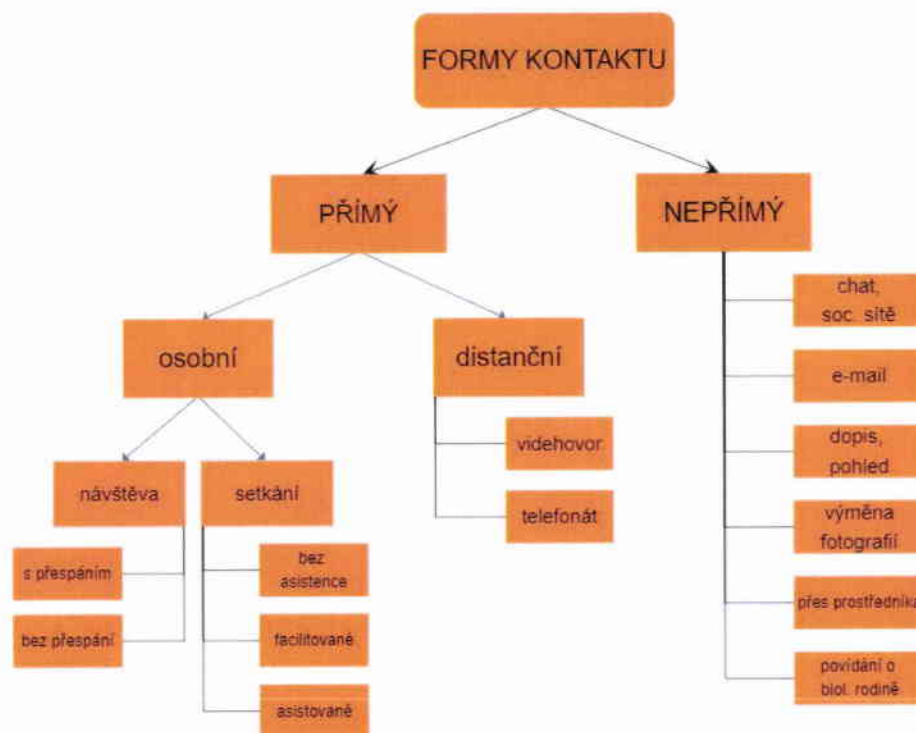 FORMY KONTAKTU
PŘÍMÝ
NEPŘÍMÝ
osobní
distanční
návštěva
setkání
s přespáním
bez přespání
bez
asistence
facilitované
asistované
videhovor
telefonát
chat,
soc. sítě
e-mail
dopis,
pohled
výměna
fotografií
přes prostředníka
povídání o
biol. rodině